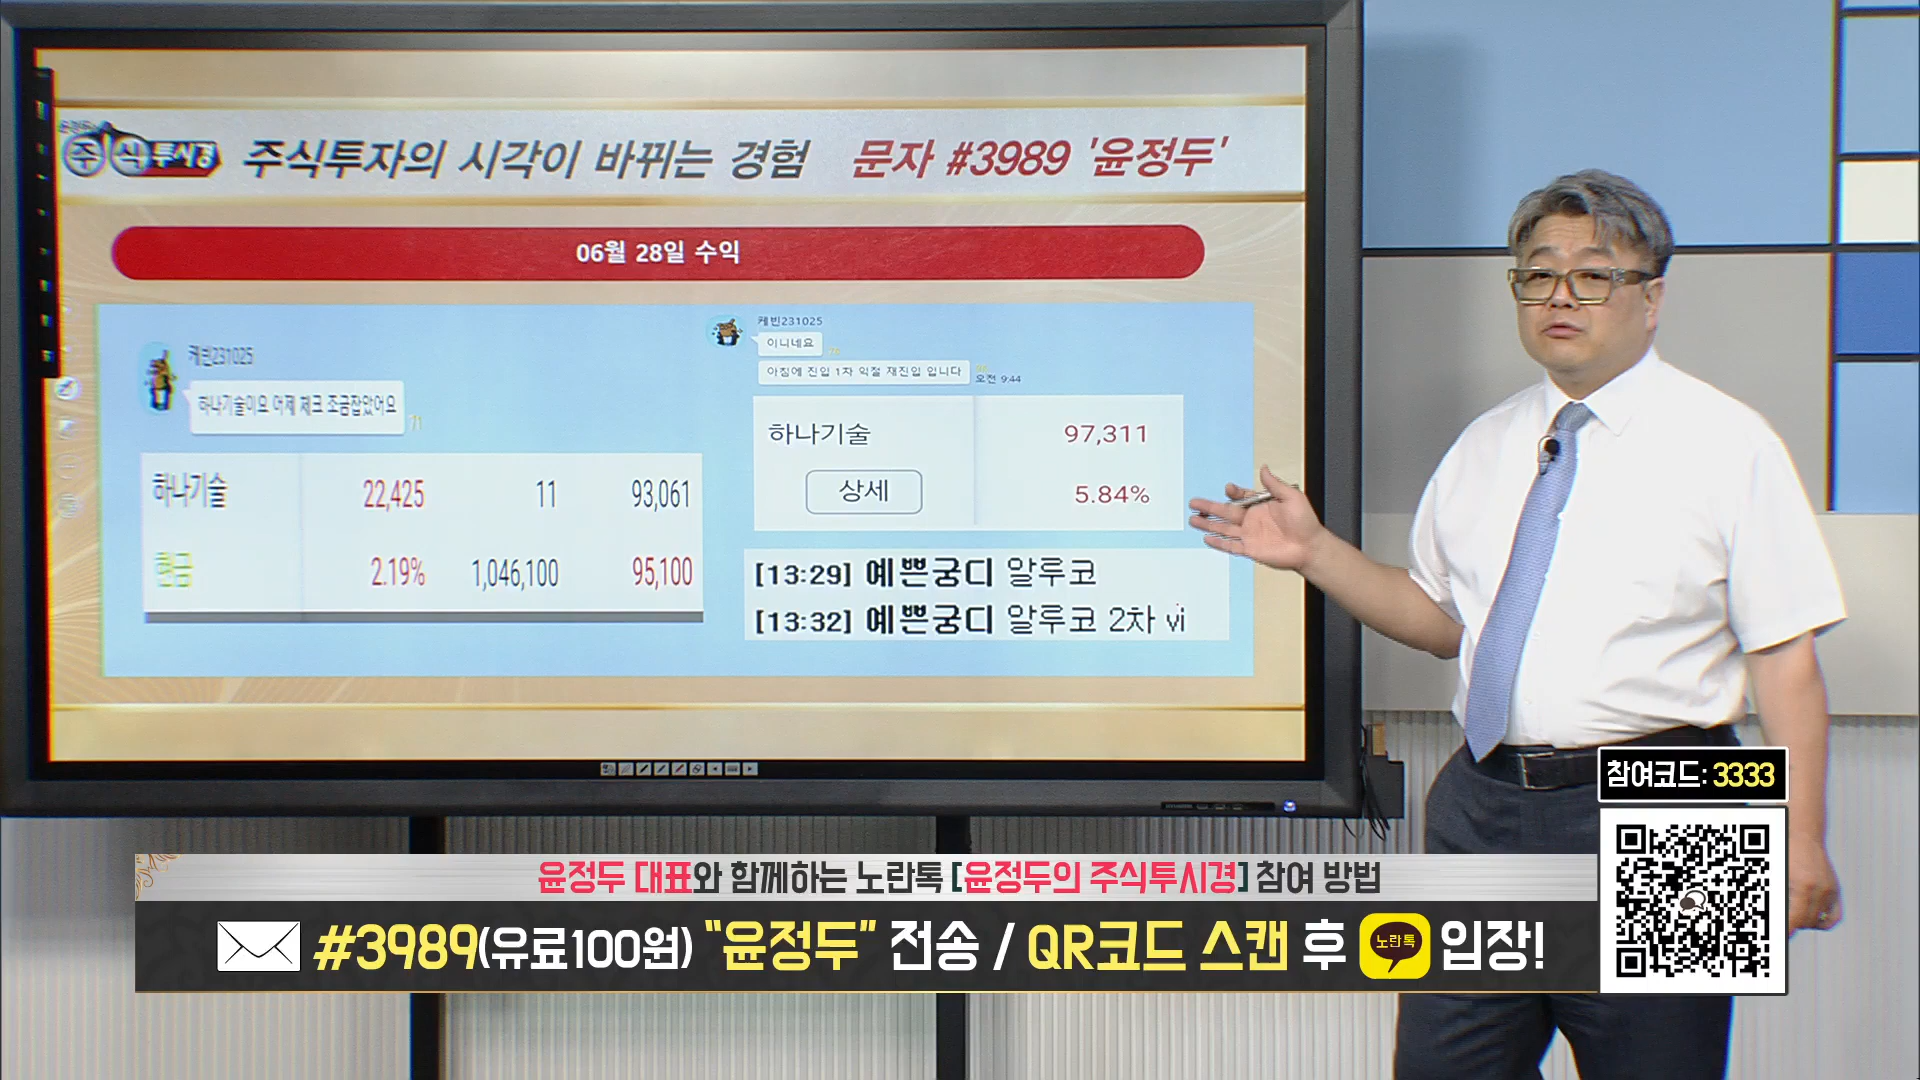 윤정두의
주식투시경
주식투자의 시각이 바뀌는 경험 문자 #3989 '윤정두'
06월 28일 수익
케빈231025
하나기술이요 어제 체크 조금잡았어요
71
하나기술 22,425 11 93,061
현금 2.19% 1,046,100 95,100
케빈231025
이니네요
아침에 진입 1차 익절 재진입 입니다
오전 9:44
하나기술 97,311
상세 5.84%
[13:29] 예쁜궁디 알루코
[13:32] 예쁜궁디 알루코 2차 vi
참여코드: 3333
윤정두 대표와 함께하는 노란톡 [윤정두의 주식투시경] 참여 방법
#3989(유료100원) “윤정두” 전송 / QR코드 스캔 후 노란톡 입장!